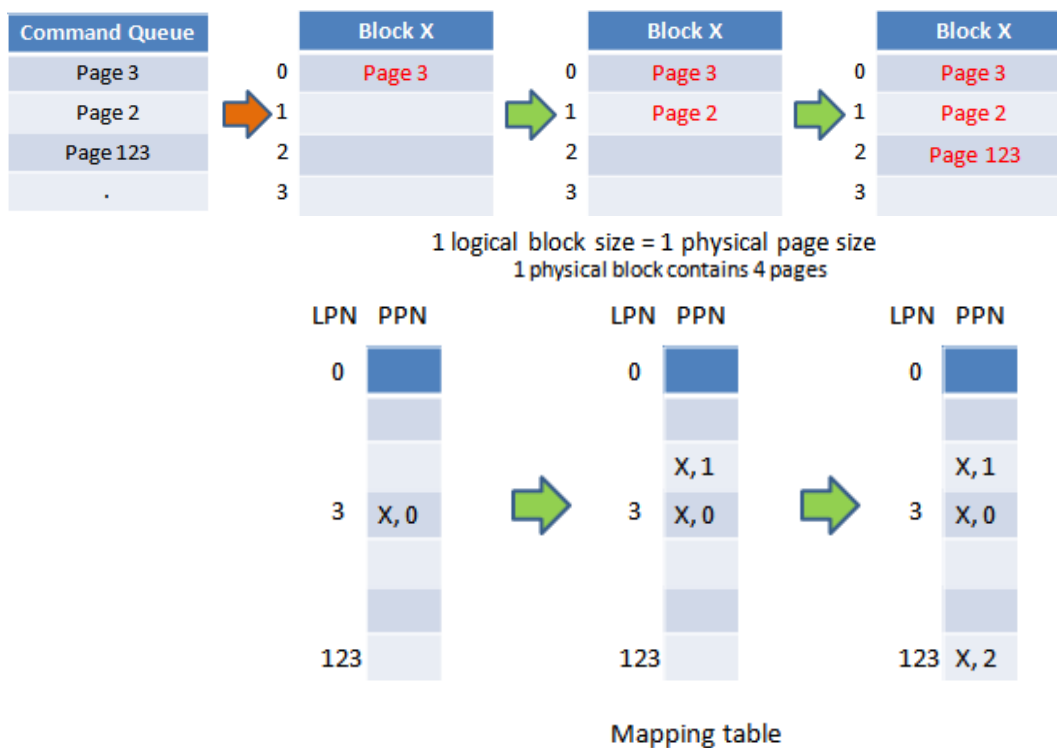 Command Queue
Page 3
Page 2
Page 123
.
Block X
0 Page 3
1
2
3
Block X
0 Page 3
1 Page 2
2
3
Block X
0 Page 3
1 Page 2
2 Page 123
3
1 logical block size = 1 physical page size
1 physical block contains 4 pages
LPN PPN
0
3 X, 0
123
LPN PPN
0
X, 1
3 X, 0
123
LPN PPN
0
X, 1
3 X, 0
123 X, 2
Mapping table